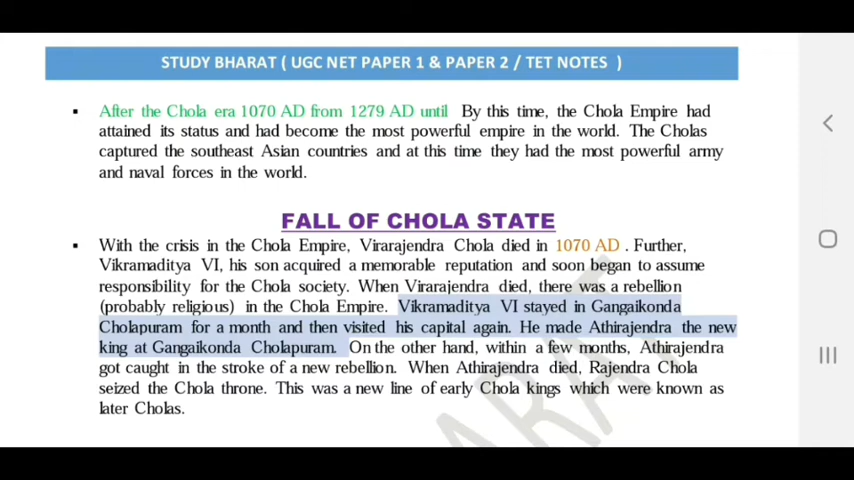 STUDY BHARAT ( UGC NET PAPER 1 & PAPER 2 / TET NOTES )
▪ After the Chola era 1070 AD from 1279 AD until By this time, the Chola Empire had
attained its status and had become the most powerful empire in the world. The Cholas
captured the southeast Asian countries and at this time they had the most powerful army
and naval forces in the world.
FALL OF CHOLA STATE
▪ With the crisis in the Chola Empire, Virarajendra Chola died in 1070 AD . Further,
Vikramaditya VI, his son acquired a memorable reputation and soon began to assume
responsibility for the Chola society. When Virarajendra died, there was a rebellion
(probably religious) in the Chola Empire. Vikramaditya VI stayed in Gangaikonda
Cholapuram for a month and then visited his capital again. He made Athirajendra the new
king at Gangaikonda Cholapuram. On the other hand, within a few months, Athirajendra
got caught in the stroke of a new rebellion. When Athirajendra died, Rajendra Chola
seized the Chola throne. This was a new line of early Chola kings which were known as
later Cholas.